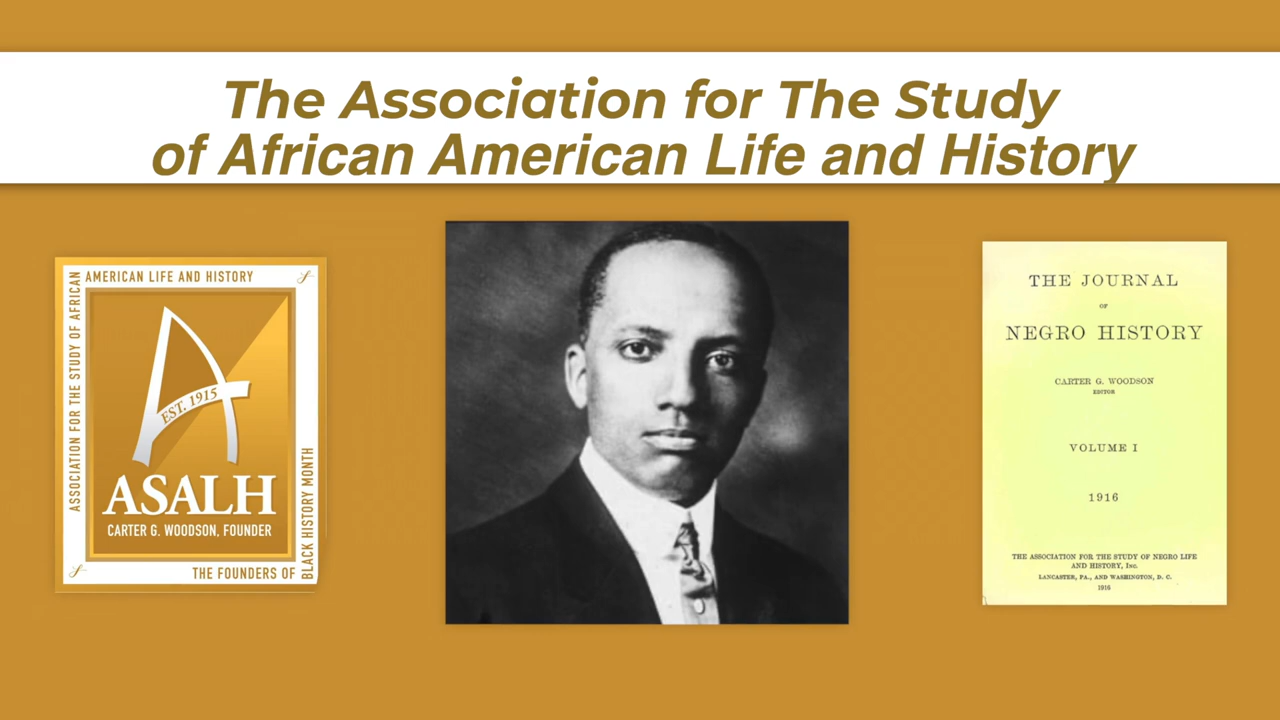 The Association for The Study
of African American Life and History
ASSOCIATION FOR THE STUDY OF AFRICAN
AMERICAN LIFE AND HISTORY
EST. 1915
ASALH
CARTER G. WOODSON, FOUNDER
THE FOUNDERS OF
BLACK HISTORY MONTH
THE JOURNAL
OF
NEGRO HISTORY
CARTER G. WOODSON
EDITOR
VOLUME I
1916
THE ASSOCIATION FOR THE STUDY OF NEGRO LIFE
AND HISTORY, Inc.
LANCASTER, PA., AND WASHINGTON, D. C.
1916